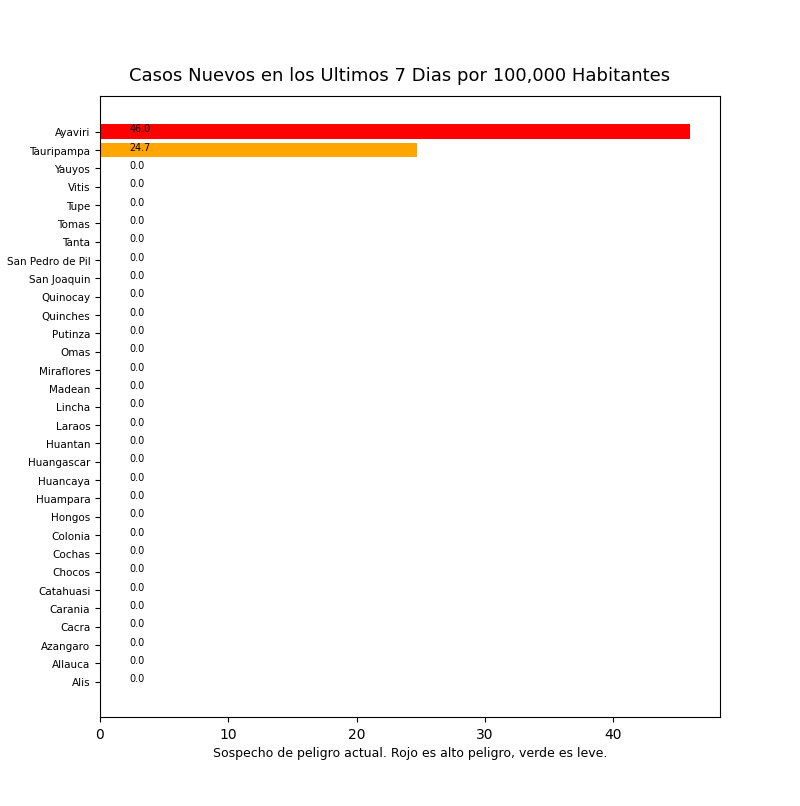 Casos Nuevos en los Ultimos 7 Dias por 100,000 Habitantes
Ayaviri 46.0
Tauripampa 24.7
Yauyos 0.0
Vitis 0.0
Tupe 0.0
Tomas 0.0
Tanta 0.0
San Pedro de Pil 0.0
San Joaquin 0.0
Quinocay 0.0
Quinches 0.0
Putinza 0.0
Omas 0.0
Miraflores 0.0
Madean 0.0
Lincha 0.0
Laraos 0.0
Huantan 0.0
Huangascar 0.0
Huancaya 0.0
Huampara 0.0
Hongos 0.0
Colonia 0.0
Cochas 0.0
Chocos 0.0
Catahuasi 0.0
Carania 0.0
Cacra 0.0
Azangaro 0.0
Allauca 0.0
Alis 0.0
0 10 20 30 40
Sospecho de peligro actual. Rojo es alto peligro, verde es leve.